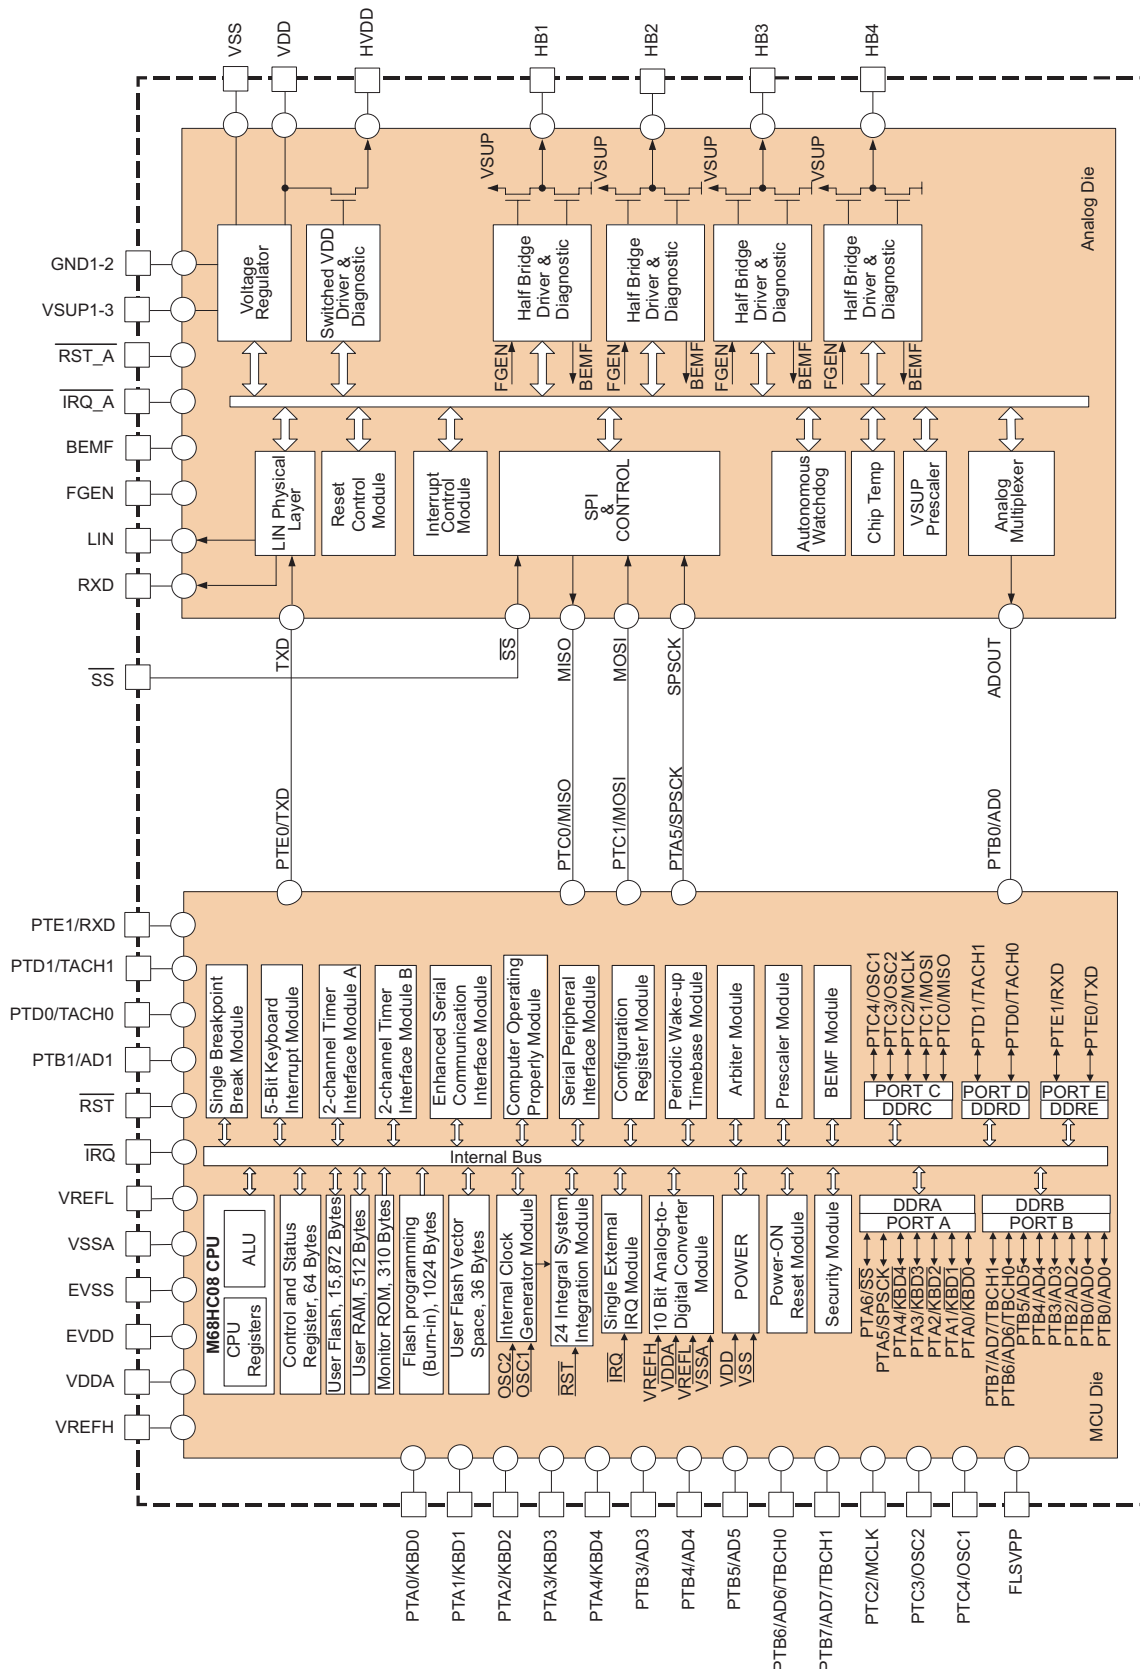 VSS
VDD
HVDD
HB1
HB2
HB3
HB4
GND1-2
VSUP1-3
RST_A
IRQ_A
BEMF
FGEN
LIN
RXD
SS
PTE1/RXD
PTD1/TACH1
PTD0/TACH0
PTB1/AD1
RST
IRQ
VREFL
VSSA
EVSS
EVDD
VDDA
VREFH
Analog Die
Voltage
Regulator
Switched VDD
Driver &
Diagnostic
VSUP
VSUP
VSUP
VSUP
Half Bridge
Driver &
Diagnostic
Half Bridge
Driver &
Diagnostic
Half Bridge
Driver &
Diagnostic
Half Bridge
Driver &
Diagnostic
FGEN
BEMF
FGEN
BEMF
FGEN
BEMF
FGEN
BEMF
LIN Physical
Layer
Reset
Control
Module
Interrupt
Control
Module
SPI
&
CONTROL
Autonomous
Watchdog
Chip Temp
VSUP
Prescaler
Analog
Multiplexer
TXD
SS
MISO
MOSI
SPSCK
ADOUT
PTE0/TXD
PTC0/MISO
PTC1/MOSI
PTA5/SPSCK
PTB0/AD0
Single Breakpoint
Break Module
5-Bit Keyboard
Interrupt Module
2-channel Timer
Interface Module A
2-channel Timer
Interface Module B
Enhanced Serial
Communication
Interface Module
Computer Operating
Properly Module
Serial Peripheral
Interface Module
Configuration
Register Module
Periodic Wake-up
Timebase Module
Arbiter Module
Prescaler Module
BEMF Module
PTC4/OSC1
PTC3/OSC2
PTC2/MCLK
PTC1/MOSI
PTC0/MISO
PORT C
DDRC
PTD1/TACH1
PTD0/TACH0
PORT D
DDRD
PTE1/RXD
PTE0/TXD
PORT E
DDRE
Internal Bus
M68HC08 CPU
CPU
Registers
ALU
Control and Status
Register, 64 Bytes
User Flash, 15,872 Bytes
User RAM, 512 Bytes
Monitor ROM, 310 Bytes
Flash programming
(Burn-in), 1024 Bytes
User Flash Vector
Space, 36 Bytes
Internal Clock
Generator Module
OSC2
OSC1
24 Integral System
Integration Module
RST
Single External
IRQ Module
IRQ
10 Bit Analog-to-
Digital Converter
Module
VREFH
VDDA
VREFL
VSSA
POWER
VDD
VSS
Power-ON
Reset Module
Security Module
DDRA
PORT A
PTA6/SS
PTA5/SPSCK
PTA4/KBD4
PTA3/KBD3
PTA2/KBD2
PTA1/KBD1
PTA0/KBD0
DDRB
PORT B
PTB7/AD7/TBCH1
PTB6/AD6/TBCH0
PTB5/AD5
PTB4/AD4
PTB3/AD3
PTB2/AD2
PTB0/AD0
PTB0/AD0
MCU Die
PTA0/KBD0
PTA1/KBD1
PTA2/KBD2
PTA3/KBD3
PTA4/KBD4
PTB3/AD3
PTB4/AD4
PTB5/AD5
PTB6/AD6/TBCH0
PTB7/AD7/TBCH1
PTC2/MCLK
PTC3/OSC2
PTC4/OSC1
FLSVPP